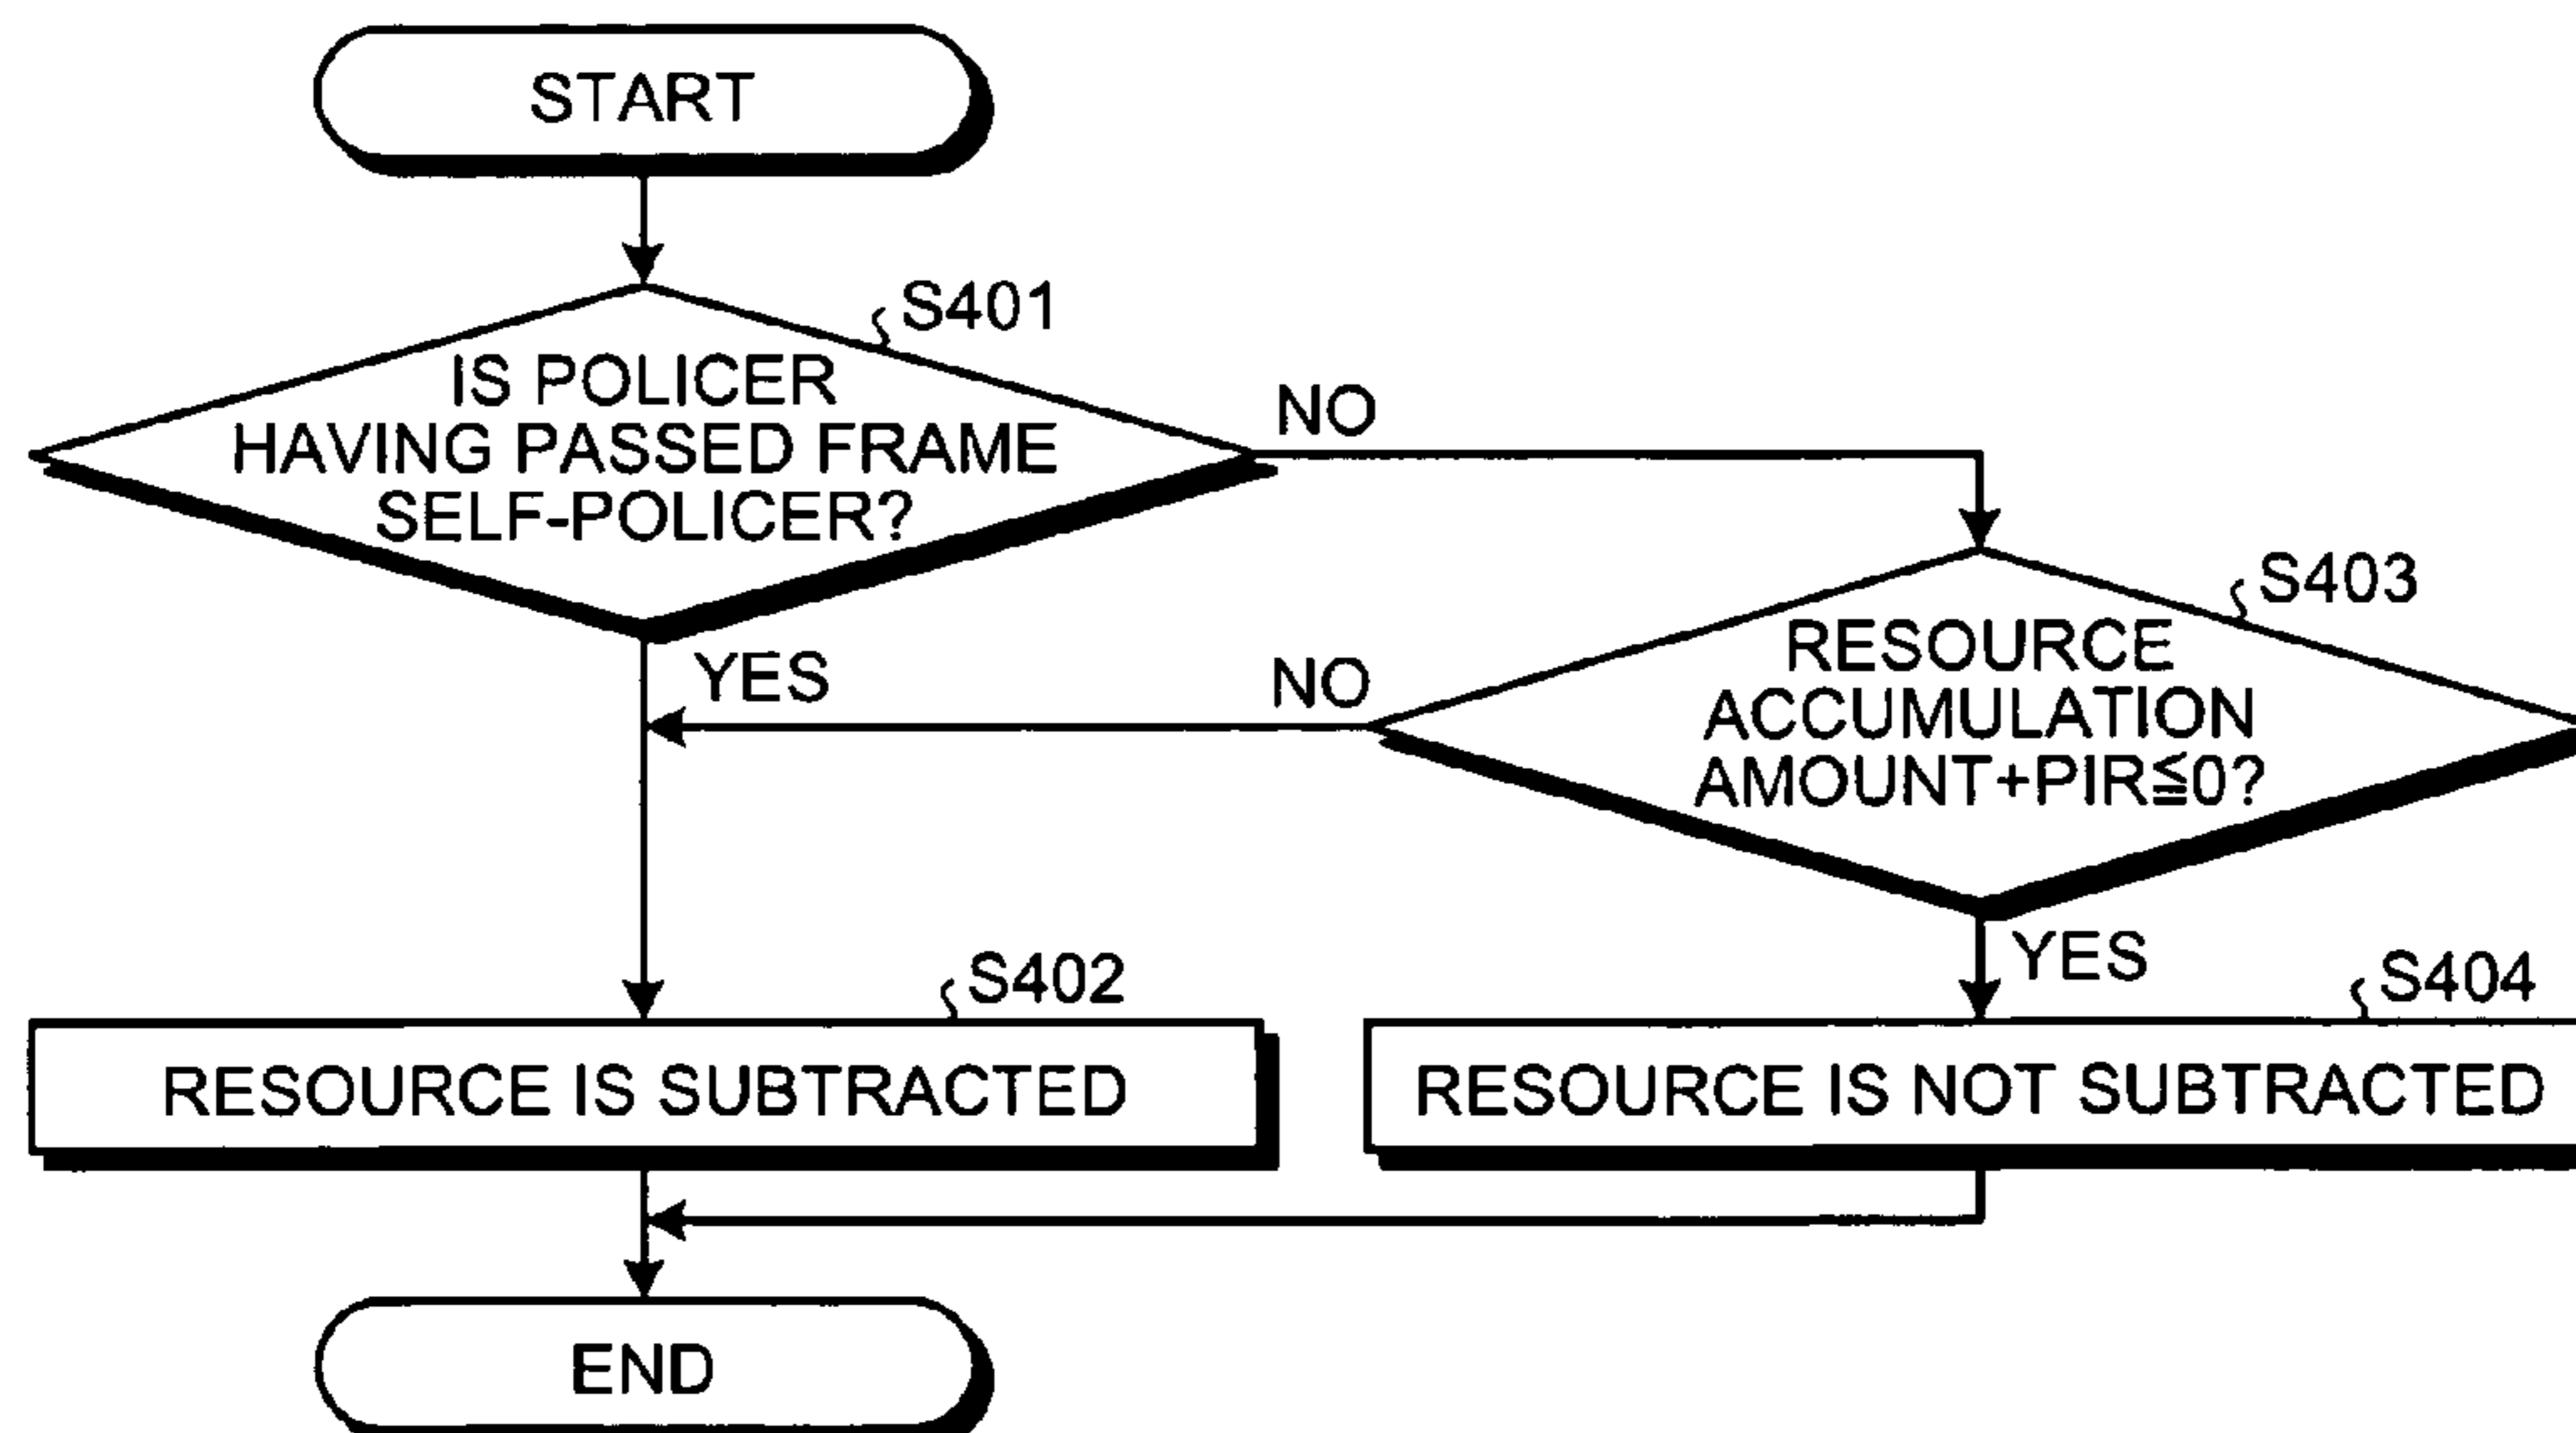 START
S401
IS POLICER
HAVING PASSED FRAME
SELF-POLICER?
NO
S403
RESOURCE
ACCUMULATION
AMOUNT+PIR≦0?
YES
NO
YES
S402
S404
RESOURCE IS SUBTRACTED
RESOURCE IS NOT SUBTRACTED
END